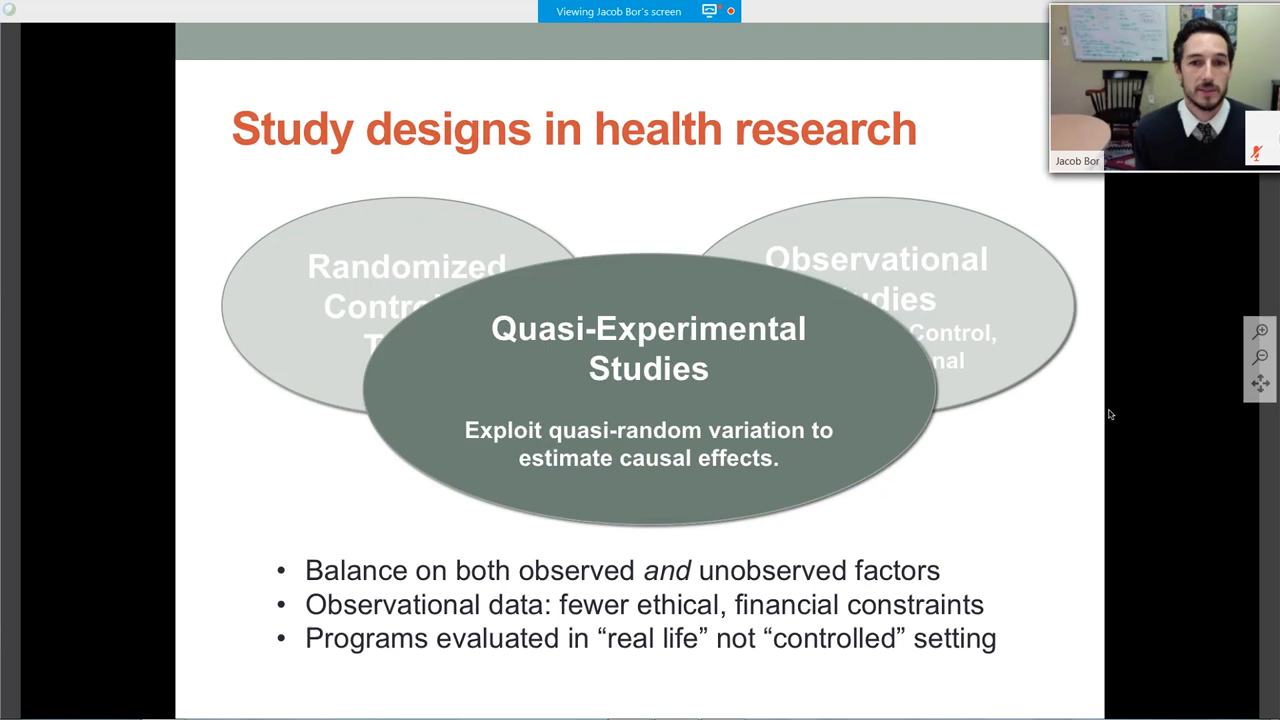 Viewing Jacob Bor's screen
Jacob Bor
Study designs in health research
Randomized
Observational
Quasi-Experimental
Studies
Control,
Exploit quasi-random variation to
estimate causal effects.
• Balance on both observed and unobserved factors
• Observational data: fewer ethical, financial constraints
• Programs evaluated in “real life” not “controlled” setting